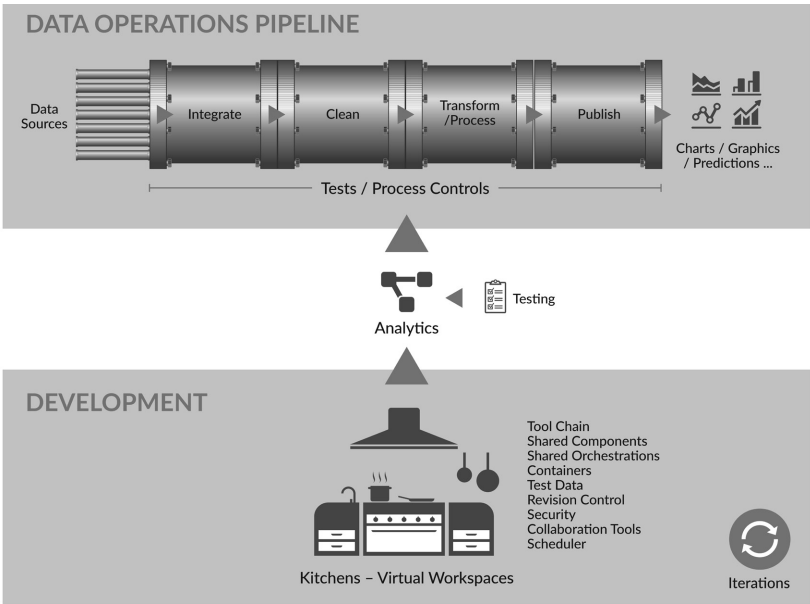 DATA OPERATIONS PIPELINE
Data
Sources
Integrate
Clean
Transform
/Process
Publish
Charts / Graphics
/ Predictions ...
Tests / Process Controls
Testing
Analytics
DEVELOPMENT
Tool Chain
Shared Components
Shared Orchestrations
Containers
Test Data
Revision Control
Security
Collaboration Tools
Scheduler
Kitchens – Virtual Workspaces
Iterations